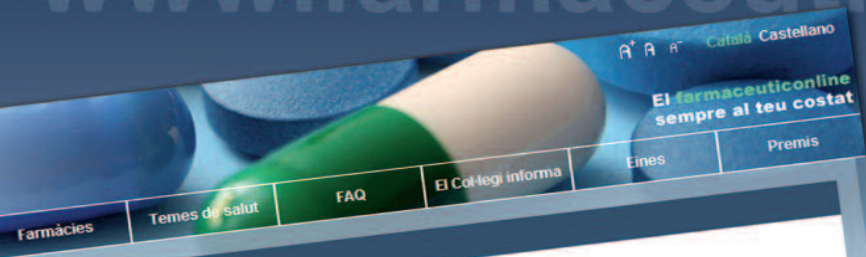 A+ A A- Català Castellano
El farmaceuticonline
sempre al teu costat
Farmàcies Temes de salut FAQ El Col·legi informa Eines Premis